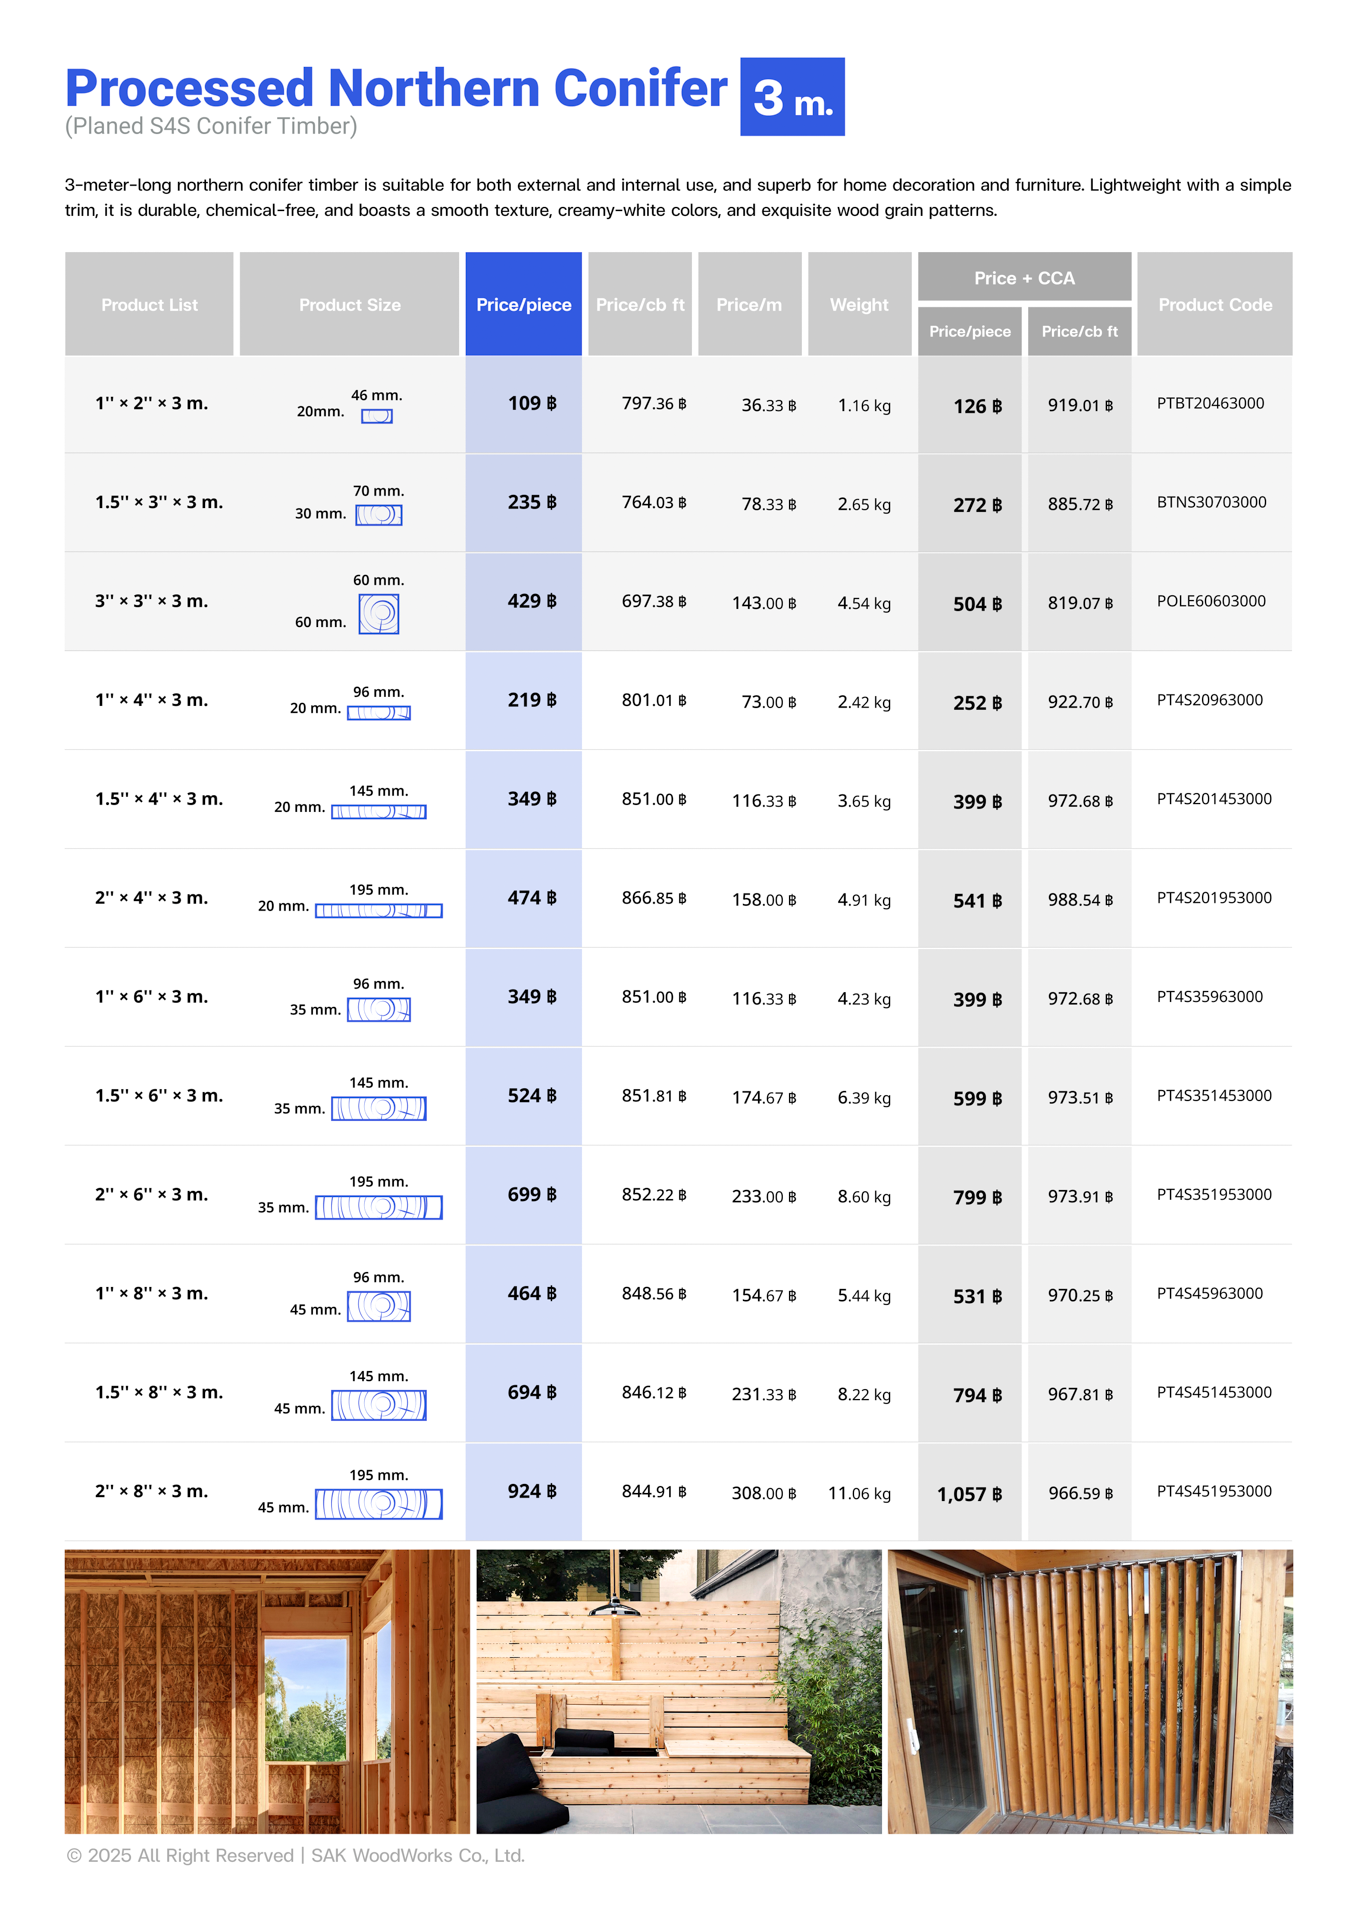 Processed Northern Conifer 3 m.
(Planed S4S Conifer Timber)
3-meter-long northern conifer timber is suitable for both external and internal use, and superb for home decoration and furniture. Lightweight with a simple
trim, it is durable, chemical-free, and boasts a smooth texture, creamy-white colors, and exquisite wood grain patterns.
Product List Product Size Price/piece Price/cb ft Price/m Weight Price + CCA Product Code
Price/piece Price/cb ft
1'' × 2'' × 3 m. 46 mm. 20mm. 109 ฿ 797.36 ฿ 36.33 ฿ 1.16 kg 126 ฿ 919.01 ฿ PTBT20463000
1.5'' × 3'' × 3 m. 70 mm. 30 mm. 235 ฿ 764.03 ฿ 78.33 ฿ 2.65 kg 272 ฿ 885.72 ฿ BTNS30703000
3'' × 3'' × 3 m. 60 mm. 60 mm. 429 ฿ 697.38 ฿ 143.00 ฿ 4.54 kg 504 ฿ 819.07 ฿ POLE60603000
1'' × 4'' × 3 m. 96 mm. 20 mm. 219 ฿ 801.01 ฿ 73.00 ฿ 2.42 kg 252 ฿ 922.70 ฿ PT4S20963000
1.5'' × 4'' × 3 m. 145 mm. 20 mm. 349 ฿ 851.00 ฿ 116.33 ฿ 3.65 kg 399 ฿ 972.68 ฿ PT4S201453000
2'' × 4'' × 3 m. 195 mm. 20 mm. 474 ฿ 866.85 ฿ 158.00 ฿ 4.91 kg 541 ฿ 988.54 ฿ PT4S201953000
1'' × 6'' × 3 m. 96 mm. 35 mm. 349 ฿ 851.00 ฿ 116.33 ฿ 4.23 kg 399 ฿ 972.68 ฿ PT4S35963000
1.5'' × 6'' × 3 m. 145 mm. 35 mm. 524 ฿ 851.81 ฿ 174.67 ฿ 6.39 kg 599 ฿ 973.51 ฿ PT4S351453000
2'' × 6'' × 3 m. 195 mm. 35 mm. 699 ฿ 852.22 ฿ 233.00 ฿ 8.60 kg 799 ฿ 973.91 ฿ PT4S351953000
1'' × 8'' × 3 m. 96 mm. 45 mm. 464 ฿ 848.56 ฿ 154.67 ฿ 5.44 kg 531 ฿ 970.25 ฿ PT4S45963000
1.5'' × 8'' × 3 m. 145 mm. 45 mm. 694 ฿ 846.12 ฿ 231.33 ฿ 8.22 kg 794 ฿ 967.81 ฿ PT4S451453000
2'' × 8'' × 3 m. 195 mm. 45 mm. 924 ฿ 844.91 ฿ 308.00 ฿ 11.06 kg 1,057 ฿ 966.59 ฿ PT4S451953000
© 2025 All Right Reserved | SAK WoodWorks Co., Ltd.